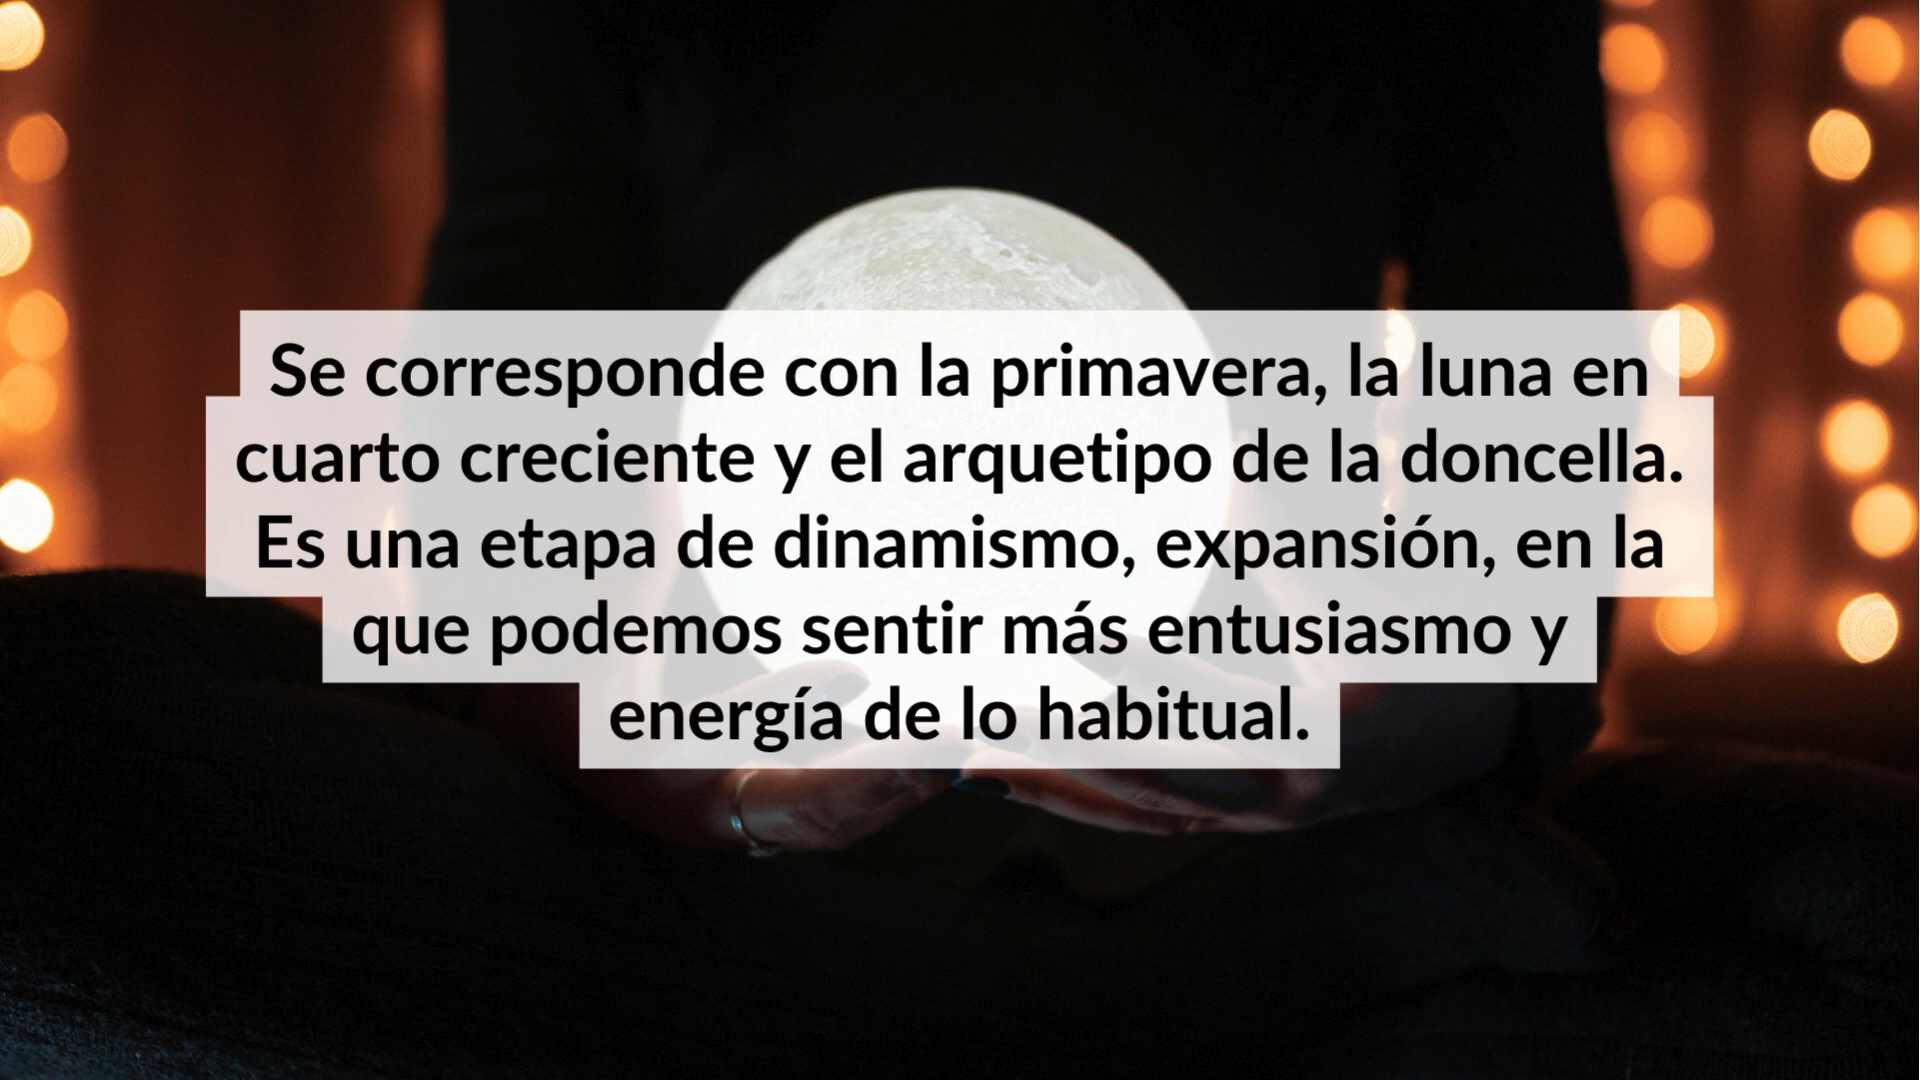 Se corresponde con la primavera, la luna en
cuarto creciente y el arquetipo de la doncella.
Es una etapa de dinamismo, expansión, en la
que podemos sentir más entusiasmo y
energía de lo habitual.